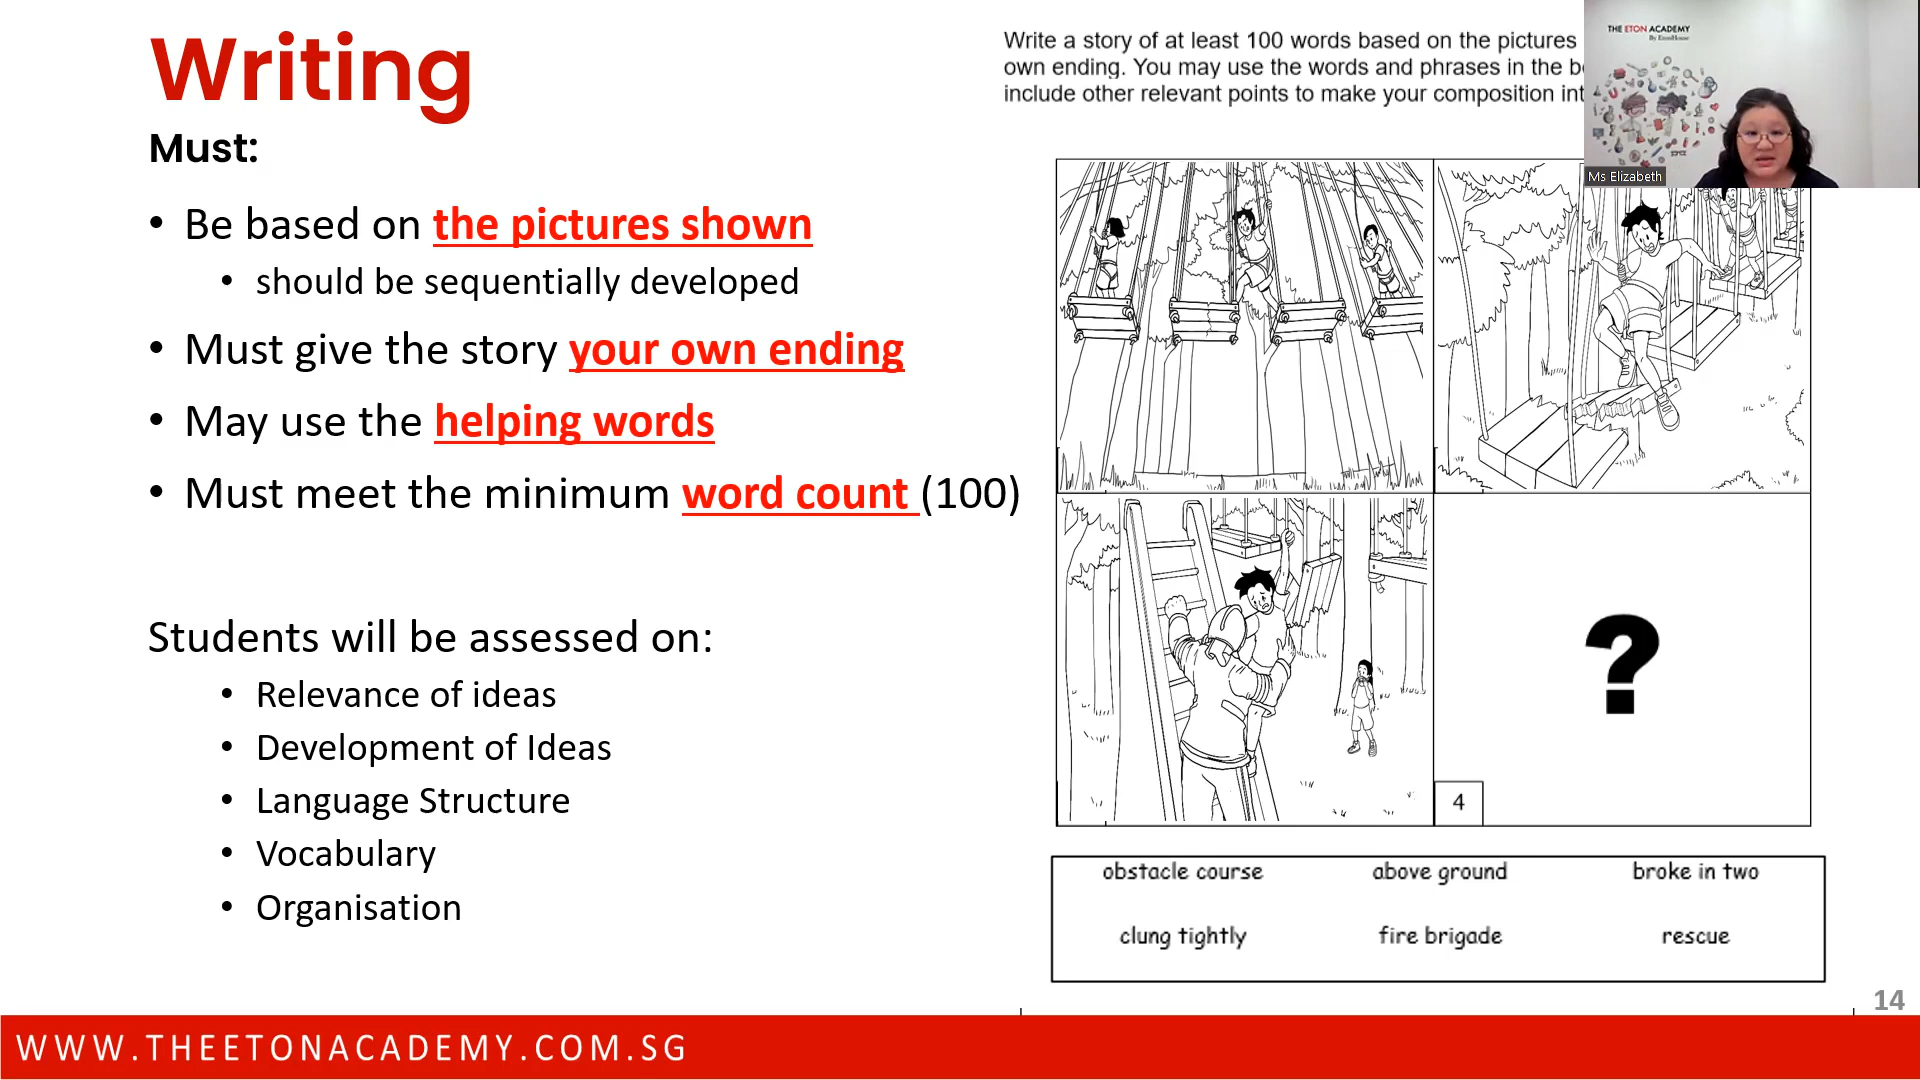 Writing
Must:
• Be based on the pictures shown
• should be sequentially developed
• Must give the story your own ending
• May use the helping words
• Must meet the minimum word count (100)
Students will be assessed on:
• Relevance of ideas
• Development of Ideas
• Language Structure
• Vocabulary
• Organisation
Write a story of at least 100 words based on the pictures
own ending. You may use the words and phrases in the
include other relevant points to make your composition
THE ETON ACADEMY
By EtonHouse
Ms Elizabeth
?
4
obstacle course above ground broke in two
clung tightly fire brigade rescue
14
WWW.THEETONACADEMY.COM.SG